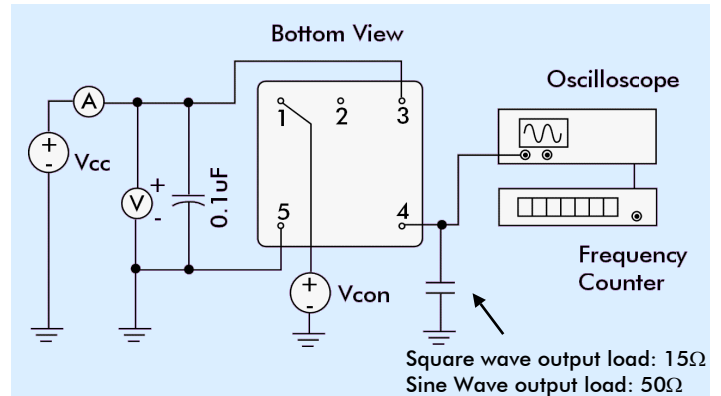 Bottom View
Oscilloscope
A
1
2
3
+
-
Vcc
V
+
-
0.1uF
5
4
+
-
Vcon
Frequency
Counter
Square wave output load: 15Ω
Sine Wave output load: 50Ω